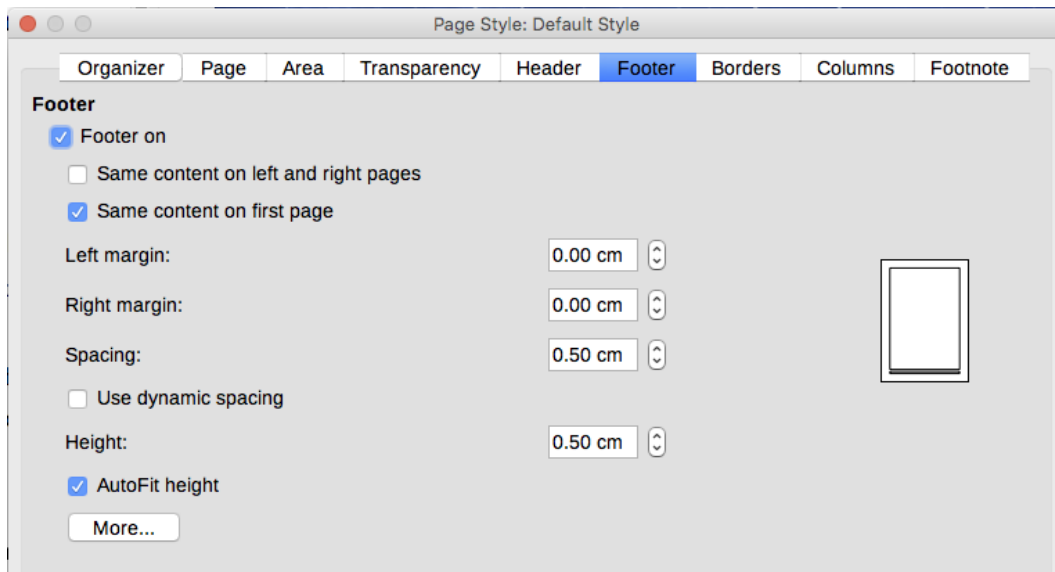 Page Style: Default Style
Organizer Page Area Transparency Header Footer Borders Columns Footnote
Footer
Footer on
Same content on left and right pages
Same content on first page
Left margin: 0.00 cm
Right margin: 0.00 cm
Spacing: 0.50 cm
Use dynamic spacing
Height: 0.50 cm
AutoFit height
More...